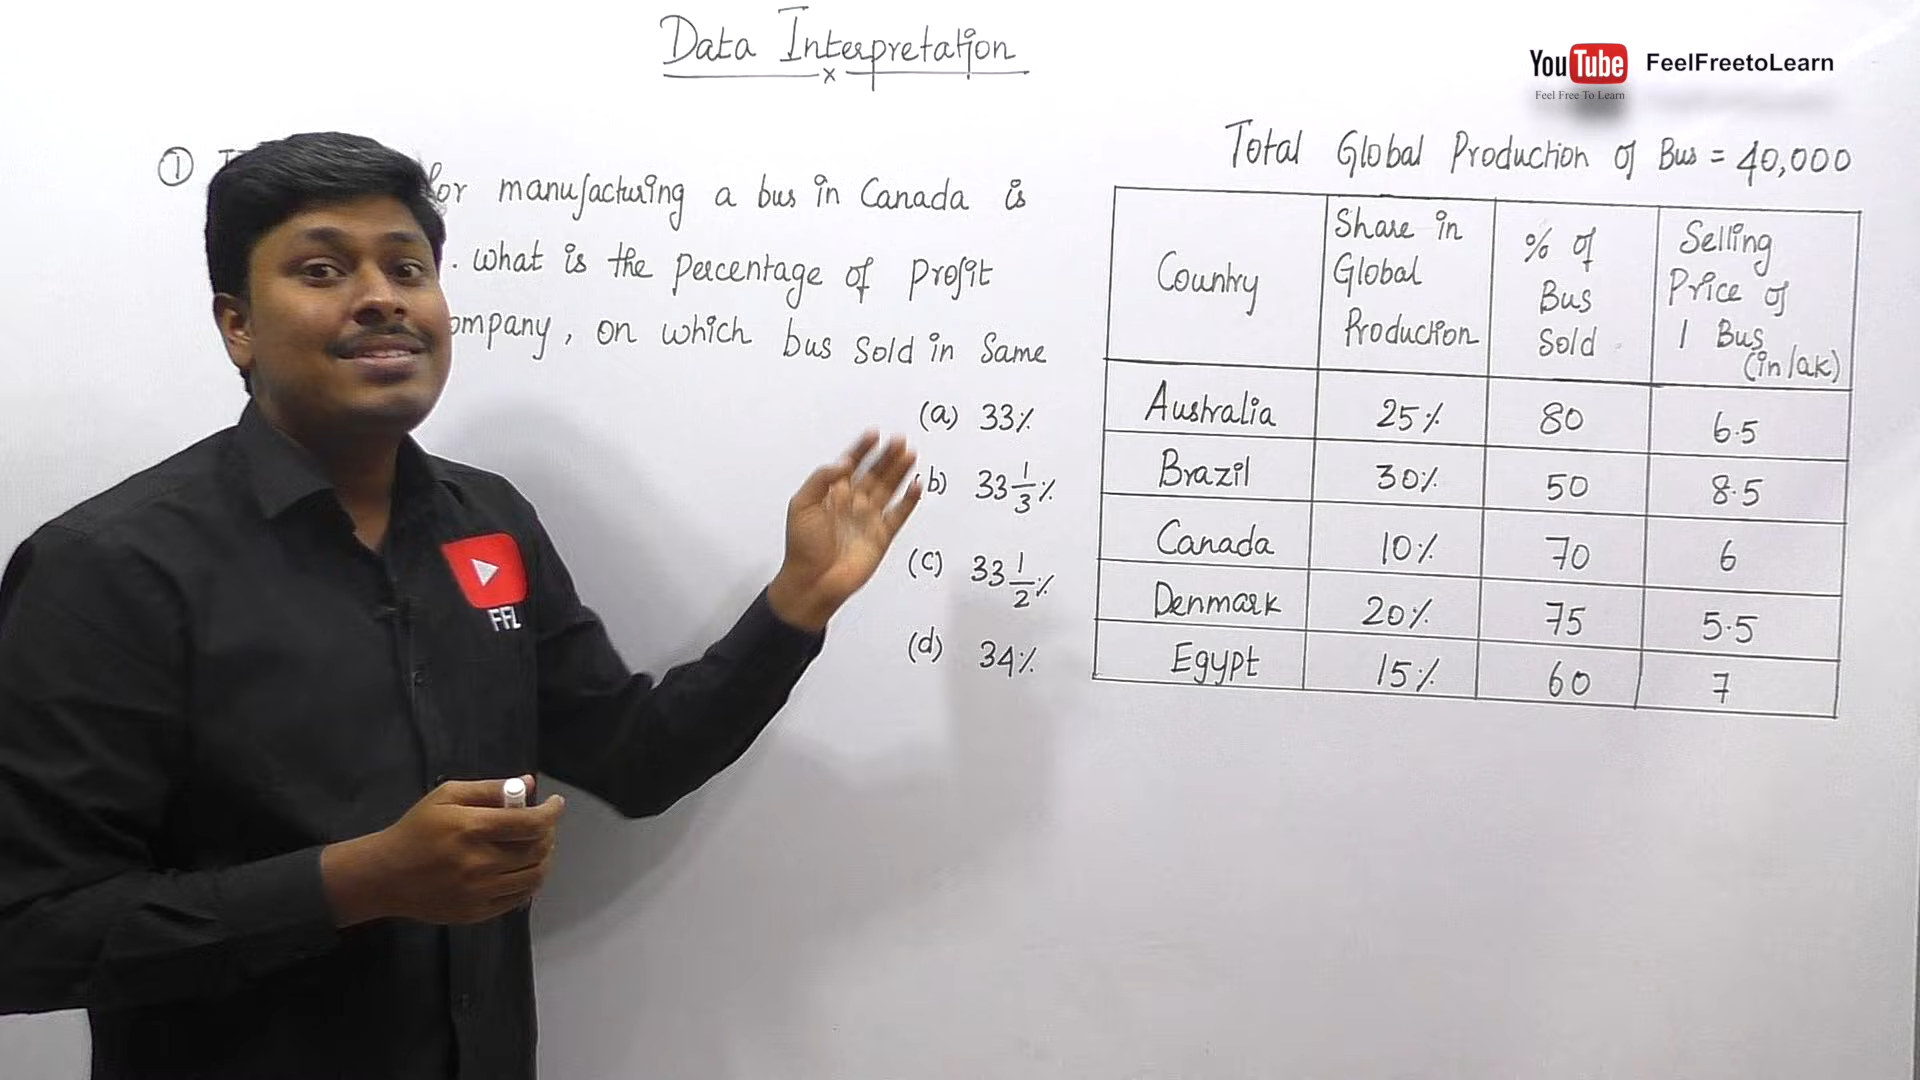 Data Interpretation
x
YouTube FeelFreetoLearn
Feel Free To Learn
Total Global Production of Bus = 40,000
① for manufacturing a bus in Canada is
. what is the percentage of Profit
ompany, on which bus Sold in Same
(a) 33%
(b) 33 1/3 %
(c) 33 1/2 %
(d) 34%
Country Share in Global Production % of Bus Sold Selling Price of 1 Bus (in lak)
Australia 25% 80 6.5
Brazil 30% 50 8.5
Canada 10% 70 6
Denmark 20% 75 5.5
Egypt 15% 60 7
FFL